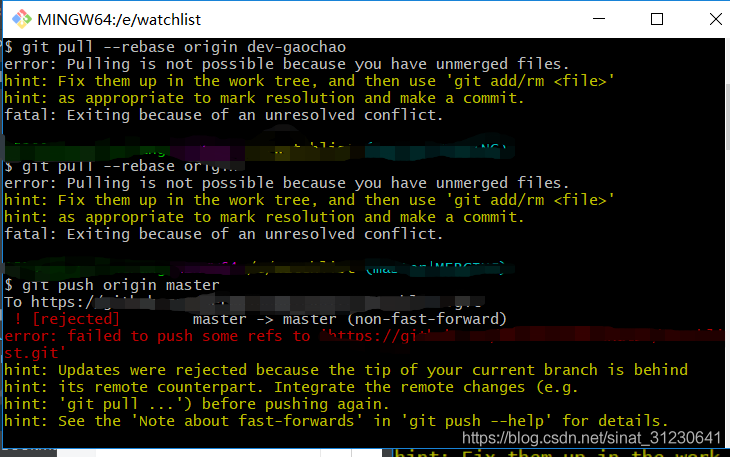 MINGW64:/e/watchlist
$ git pull --rebase origin dev-gaochao
error: Pulling is not possible because you have unmerged files.
hint: Fix them up in the work tree, and then use 'git add/rm <file>'
hint: as appropriate to mark resolution and make a commit.
fatal: Exiting because of an unresolved conflict.
$ git pull --rebase
error: Pulling is not possible because you have unmerged files.
hint: Fix them up in the work tree, and then use 'git add/rm <file>'
hint: as appropriate to mark resolution and make a commit.
fatal: Exiting because of an unresolved conflict.
(master|MERGING)
$ git push origin master
To https://
! [rejected] master -> master (non-fast-forward)
error: failed to push some refs to 'https://git
st.git'
hint: Updates were rejected because the tip of your current branch is behind
hint: its remote counterpart. Integrate the remote changes (e.g.
hint: 'git pull ...') before pushing again.
hint: See the 'Note about fast-forwards' in 'git push --help' for details.
https://blog.csdn.net/sinat_31230641
hint: Fix them up in the work